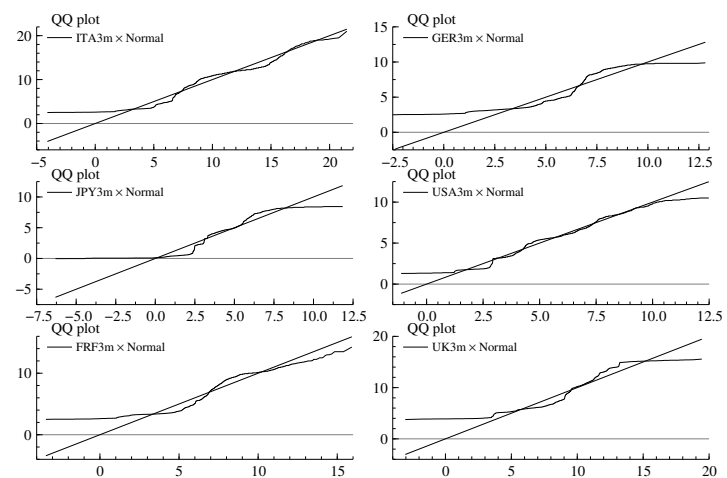 QQ plot
ITA3m × Normal
20
10
0
−5 0 5 10 15 20
QQ plot
GER3m × Normal
15
10
5
0
−2.5 0.0 2.5 5.0 7.5 10.0 12.5
QQ plot
JPY3m × Normal
10
5
0
−5
−7.5 −5.0 −2.5 0.0 2.5 5.0 7.5 10.0 12.5
QQ plot
USA3m × Normal
10
5
0
0.0 2.5 5.0 7.5 10.0 12.5
QQ plot
FRF3m × Normal
10
0
0 5 10 15
QQ plot
UK3m × Normal
20
10
0
0 5 10 15 20